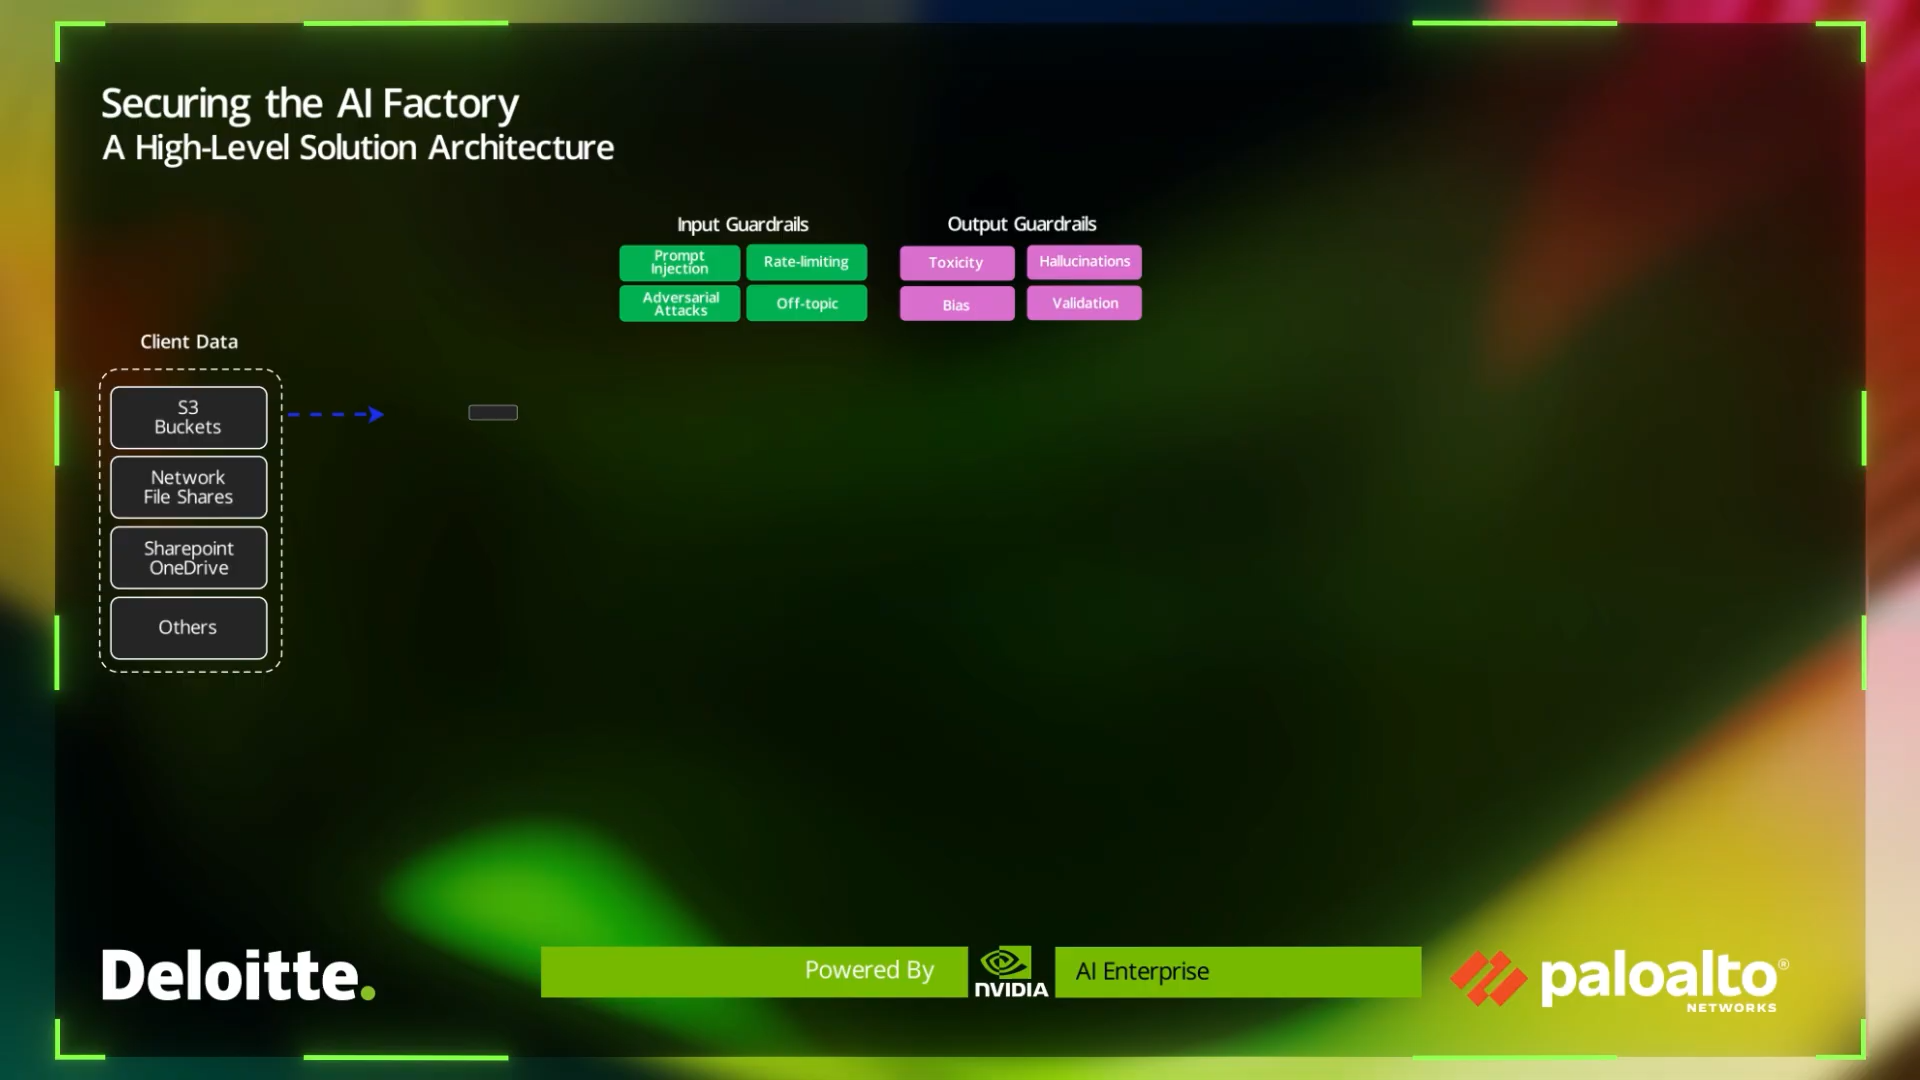 Securing the AI Factory
A High-Level Solution Architecture
Input Guardrails
Prompt
Injection
Rate-limiting
Adversarial
Attacks
Off-topic
Output Guardrails
Toxicity
Hallucinations
Bias
Validation
Client Data
S3
Buckets
Network
File Shares
Sharepoint
OneDrive
Others
Deloitte.
Powered By
NVIDIA
AI Enterprise
paloalto®
NETWORKS